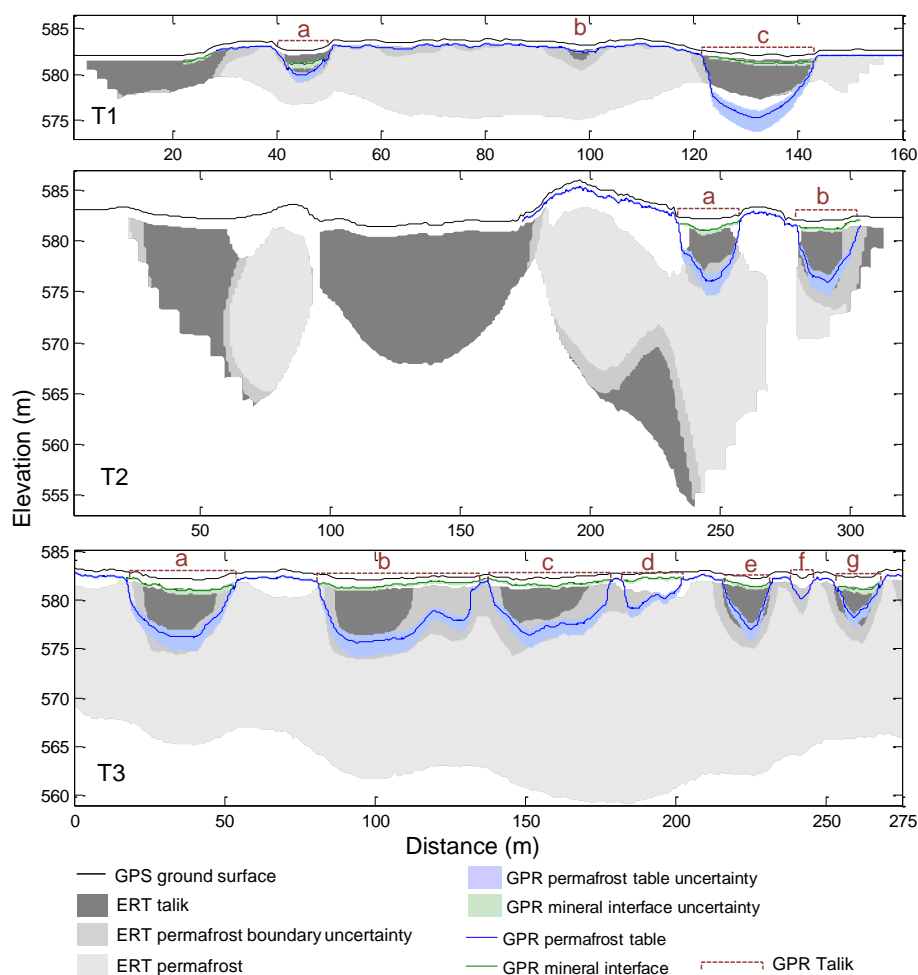 a b c
585
580
575
T1
20 40 60 80 100 120 140 160
585
580
575
570
565
560
555
a b
T2
50 100 150 200 250 300
Elevation (m)
585
580
575
570
565
560
a b c d e f g
T3
0 50 100 150 200 250 275
Distance (m)
GPS ground surface
ERT talik
ERT permafrost boundary uncertainty
ERT permafrost
GPR permafrost table uncertainty
GPR mineral interface uncertainty
GPR permafrost table
GPR mineral interface
GPR Talik